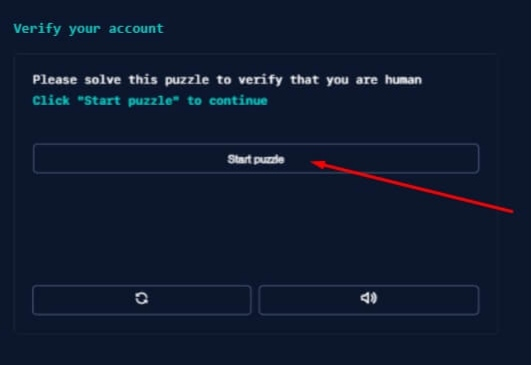 Verify your account
Please solve this puzzle to verify that you are human
Click "Start puzzle" to continue
Start puzzle